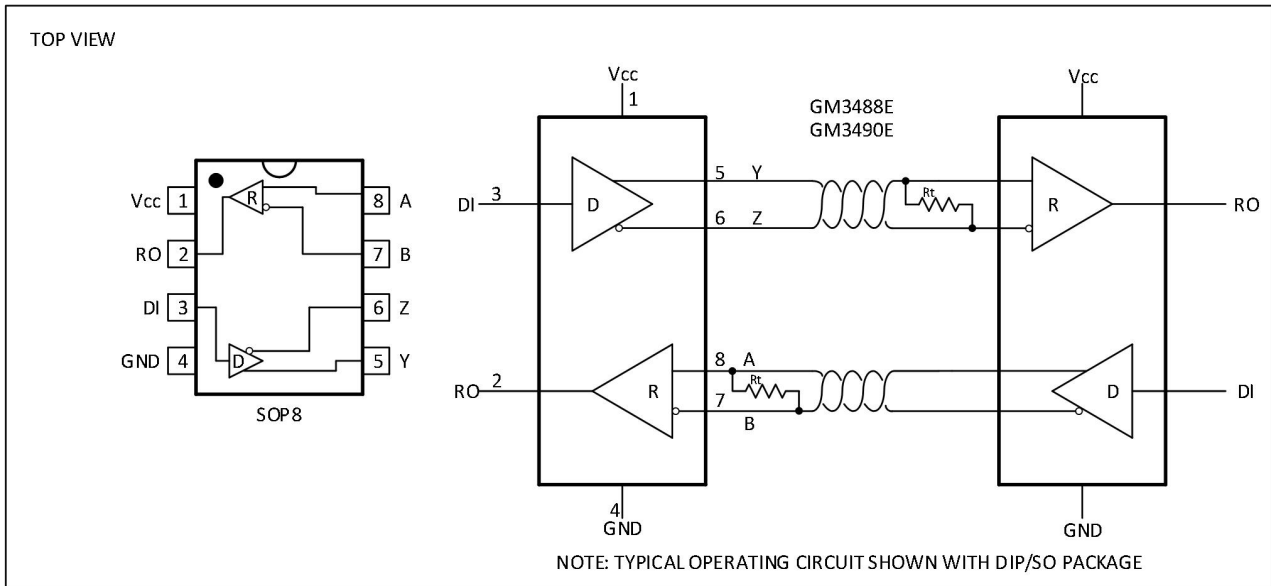 TOP VIEW
Vcc 1
RO 2
DI 3
GND 4
8 A
7 B
6 Z
5 Y
R
D
SOP8
Vcc
1
GM3488E
GM3490E
Vcc
DI 3
D
5 Y
6 Z
Rt
R
RO
RO 2
R
8 A
7
B
Rt
D
DI
4
GND
GND
NOTE: TYPICAL OPERATING CIRCUIT SHOWN WITH DIP/SO PACKAGE